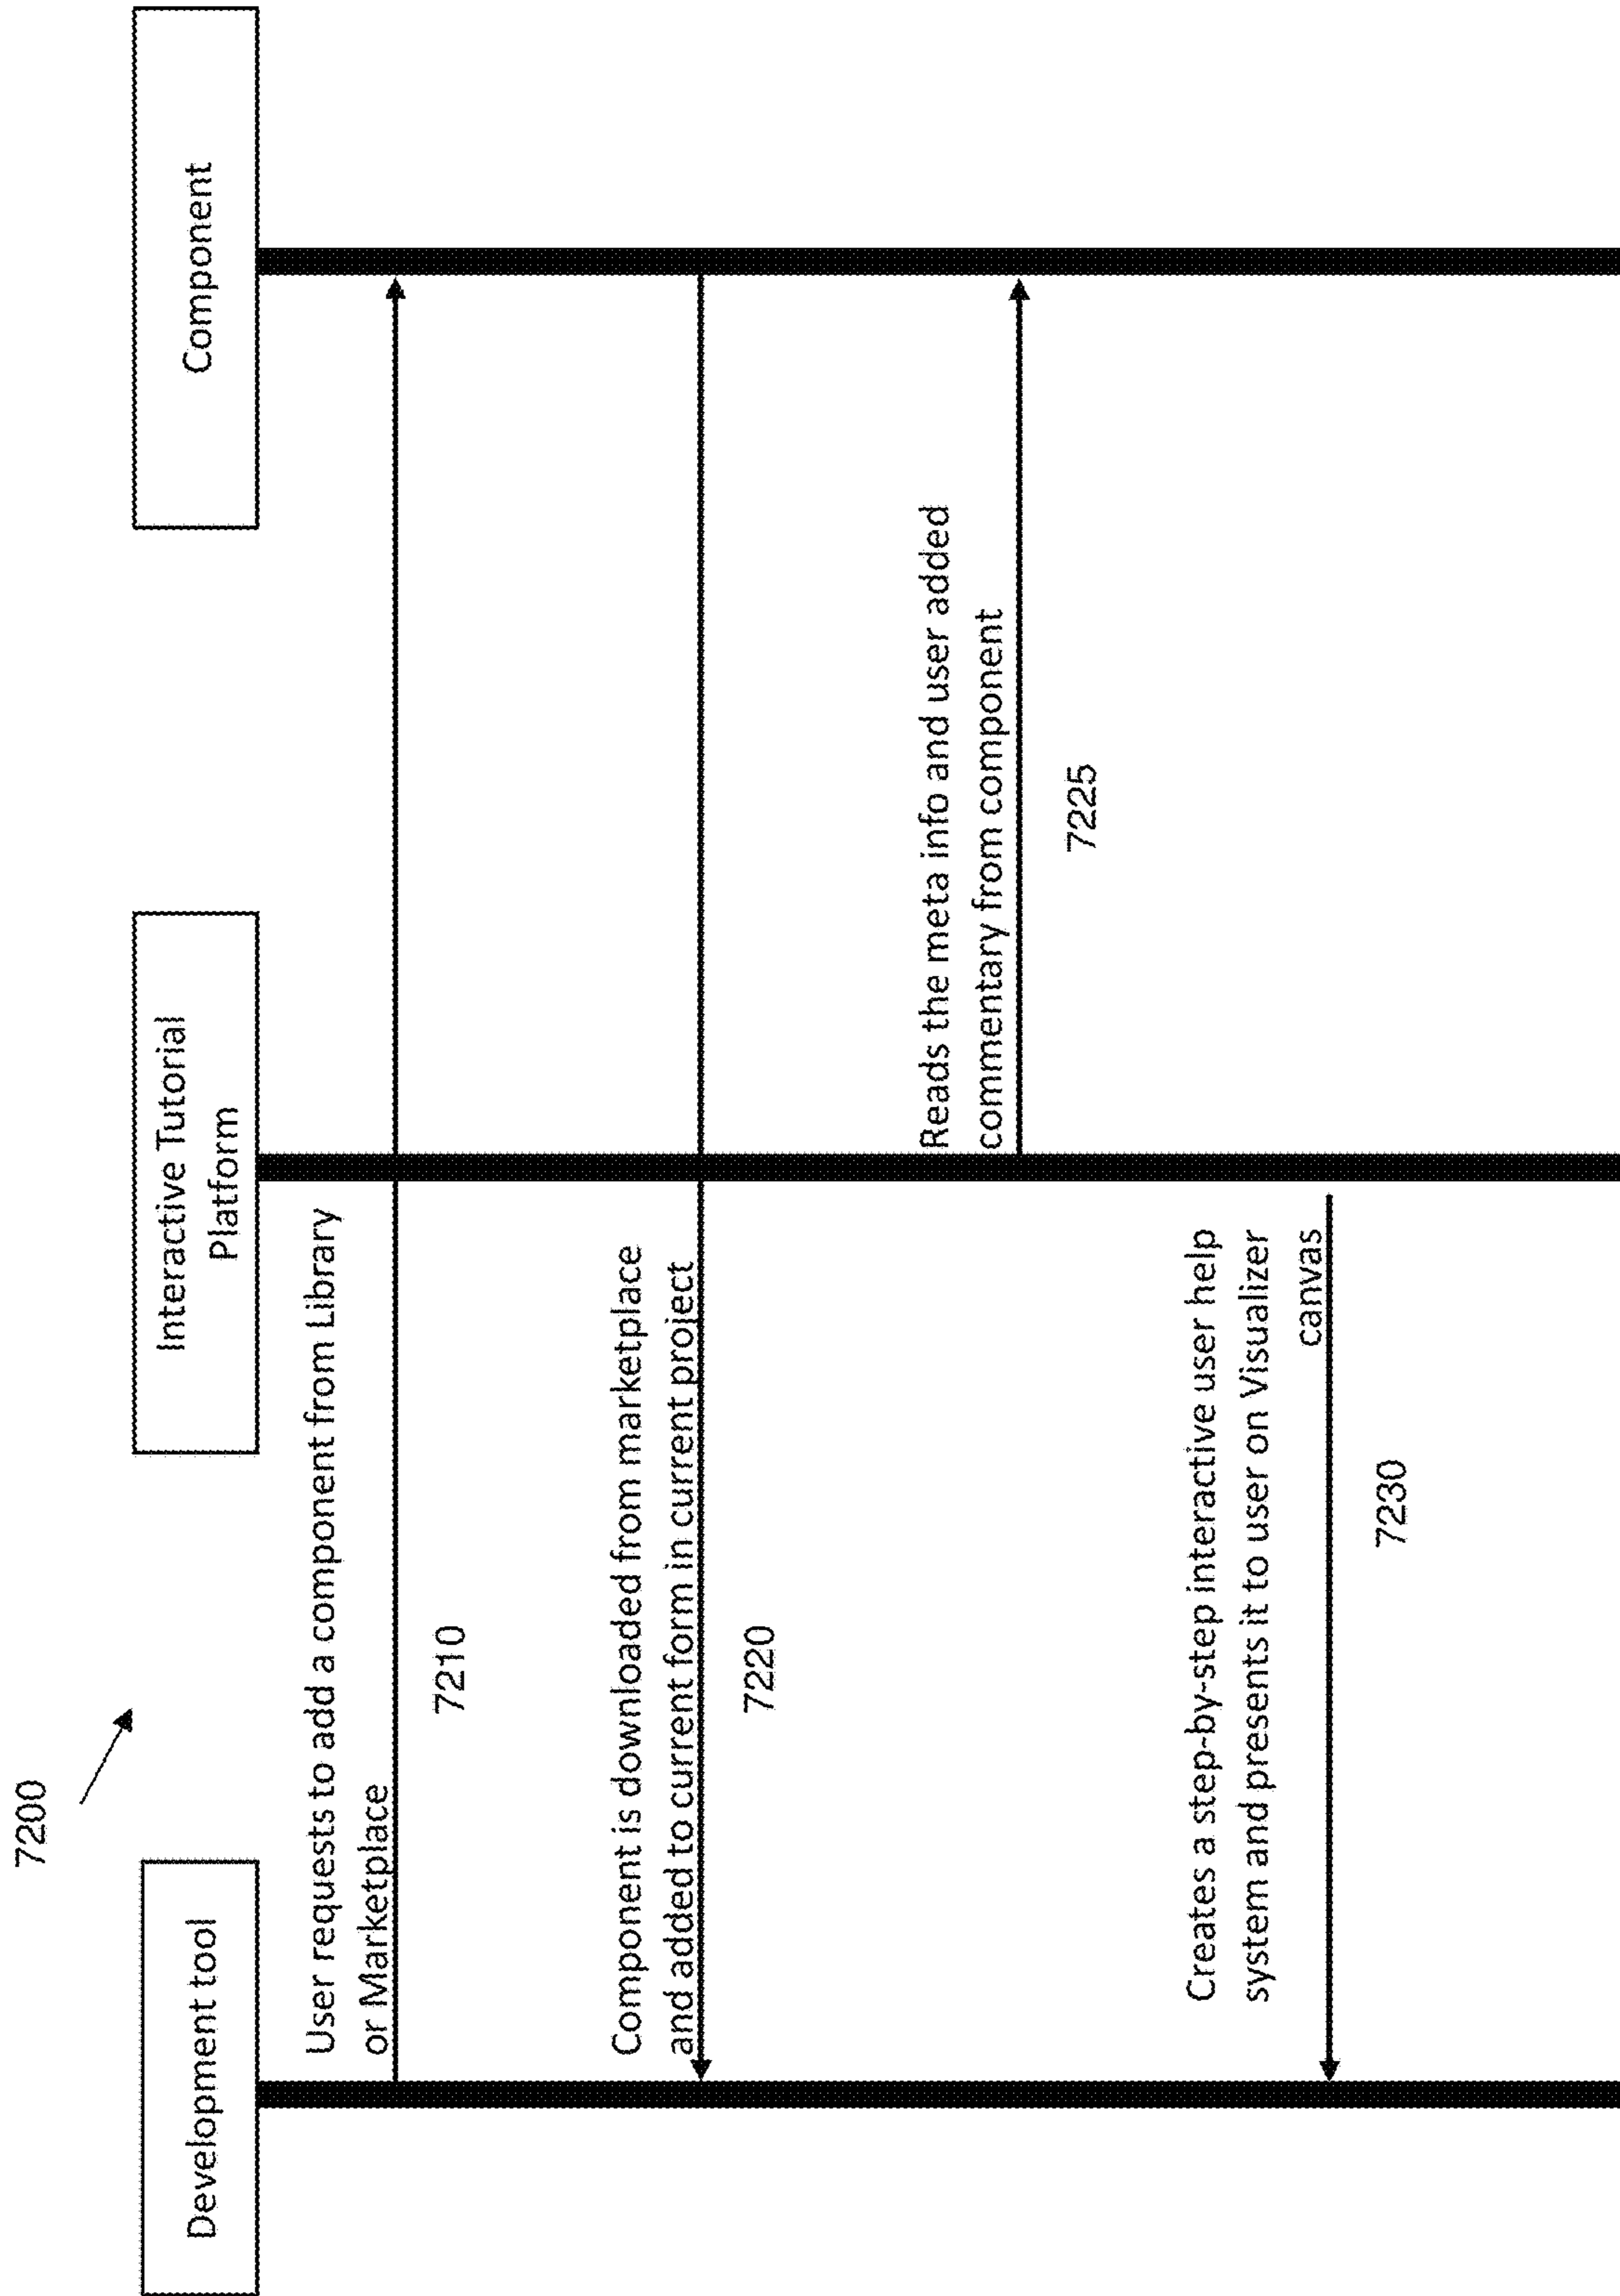 7200
Development tool
Interactive Tutorial
Platform
Component
User requests to add a component from Library
or Marketplace
7210
Component is downloaded from marketplace
and added to current form in current project
7220
Reads the meta info and user added
commentary from component
7225
Creates a step-by-step interactive user help
system and presents it to user on Visualizer
canvas
7230